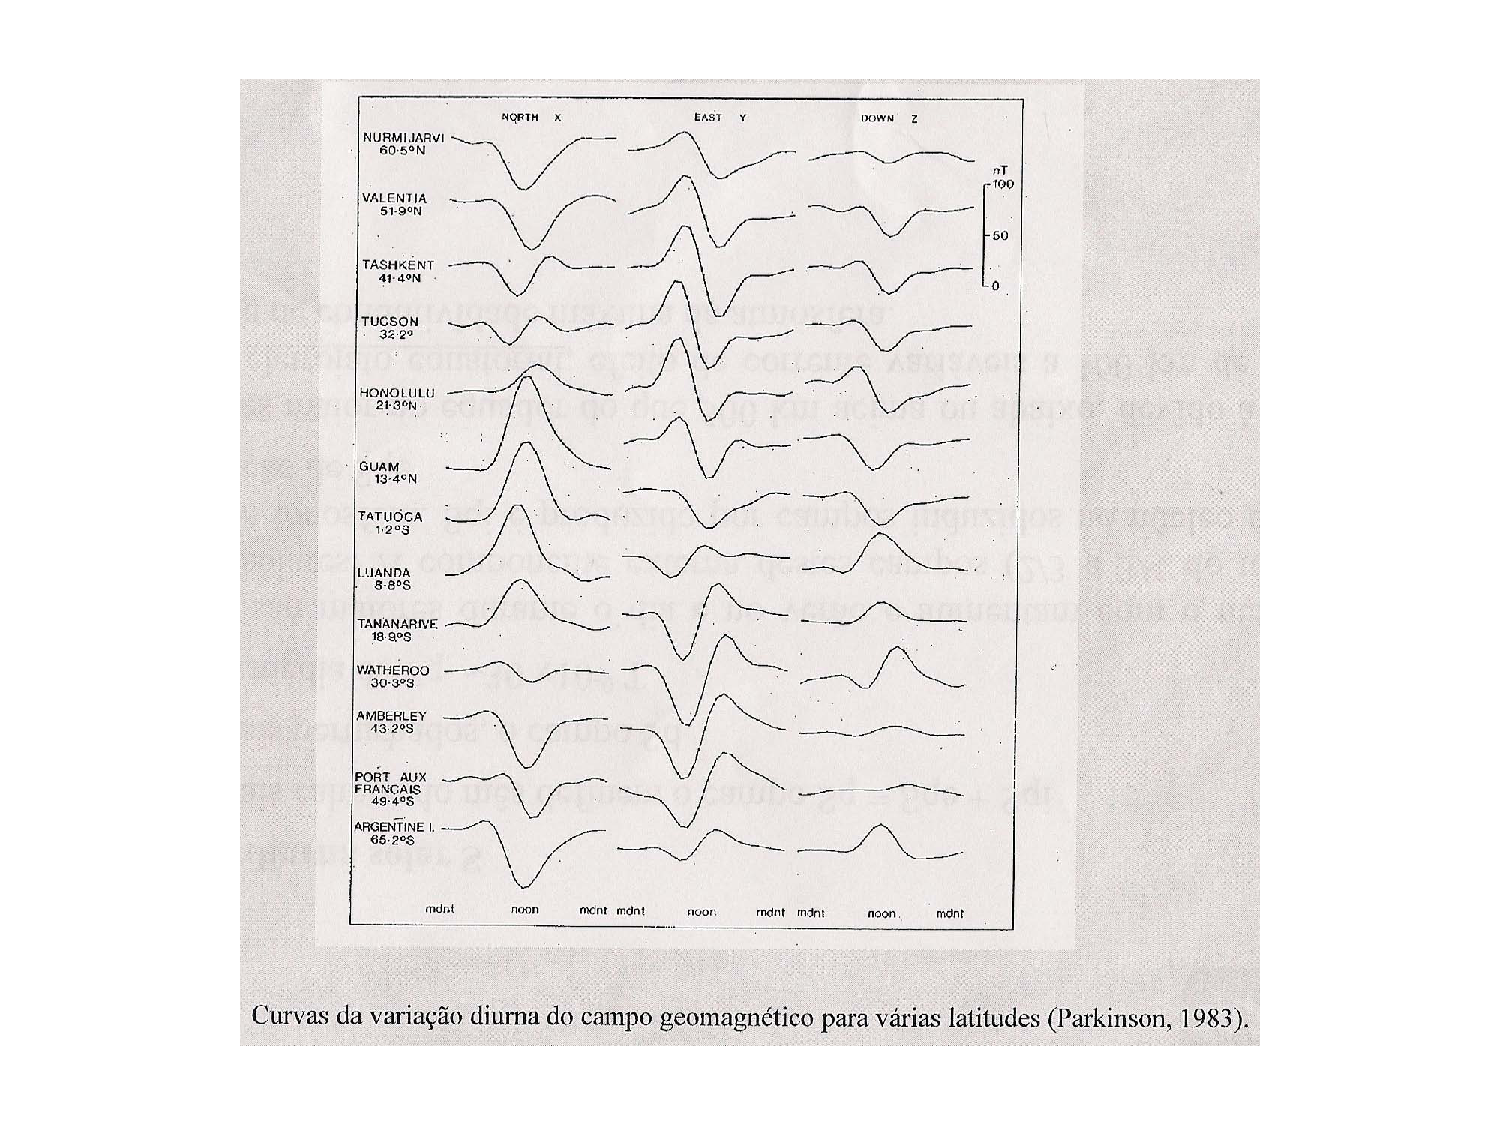 NORTH X EAST Y DOWN Z
NURMIJARVI
60·5°N
nT
100
VALENTIA
51·9°N
50
TASHKENT
41·4°N
0
TUCSON
32·2°
HONOLULU
21·3°N
GUAM
13·4°N
TATUOCA
1·2°S
LUANDA
8·8°S
TANANARIVE
18·9°S
WATHEROO
30·3°S
AMBERLEY
43·2°S
PORT AUX
FRANCAIS
49·4°S
ARGENTINE I.
65·2°S
mdnt noon mdnt mdnt noon mdnt mdnt noon mdnt
Curvas da variação diurna do campo geomagnético para várias latitudes (Parkinson, 1983).